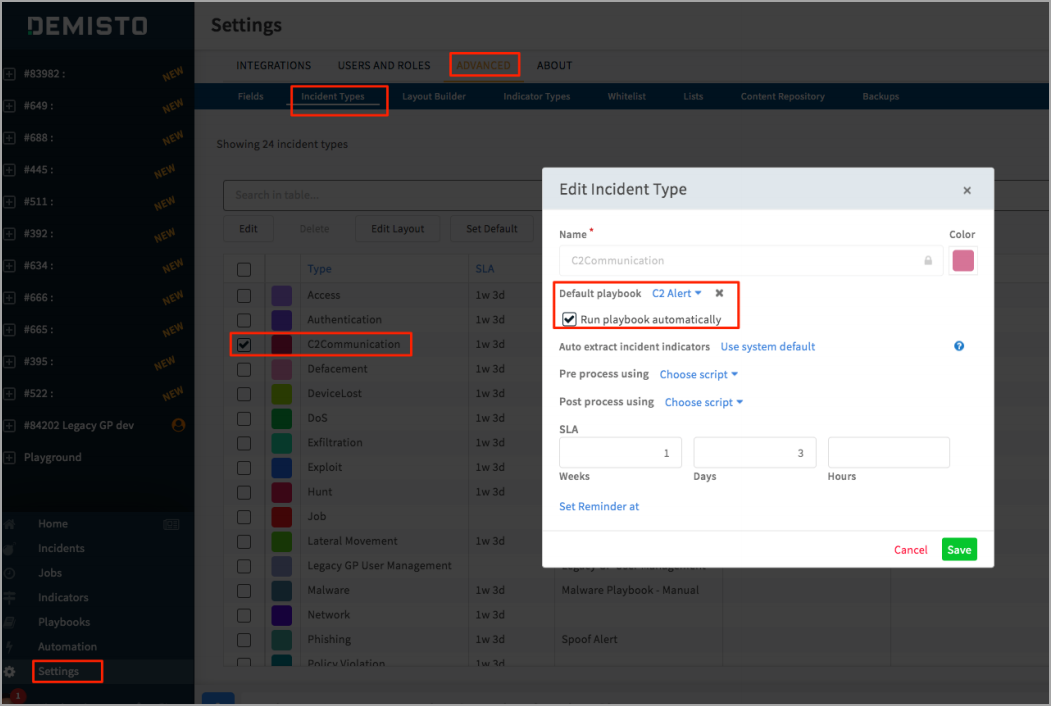 DEMISTO
#83982 : NEW
#649 : NEW
#688 : NEW
#445 : NEW
#511 : NEW
#392 : NEW
#634 : NEW
#666 : NEW
#665 : NEW
#395 : NEW
#522 : NEW
#84202 Legacy GP dev
Playground
Home
Incidents
Jobs
Indicators
Playbooks
Automation
Settings
1
Settings
INTEGRATIONS USERS AND ROLES ADVANCED ABOUT
Fields Incident Types Layout Builder Indicator Types Whitelist Lists Content Repository Backups
Showing 24 incident types
Search in table...
Edit Delete Edit Layout Set Default
Type SLA
Access 1w 3d
Authentication 1w 3d
C2Communication 1w 3d
Defacement 1w 3d
DeviceLost 1w 3d
DoS 1w 3d
Exfiltration 1w 3d
Exploit 1w 3d
Hunt 1w 3d
Job
Lateral Movement 1w 3d
Legacy GP User Management
Malware 1w 3d Malware Playbook - Manual
Network 1w 3d
Phishing 1w 3d Spoof Alert
Policy Violation 1w 3d
Edit Incident Type ×
Name * Color
C2Communication
Default playbook C2 Alert
Run playbook automatically
Auto extract incident indicators Use system default ?
Pre process using Choose script
Post process using Choose script
SLA
1 3
Weeks Days Hours
Set Reminder at
Cancel Save